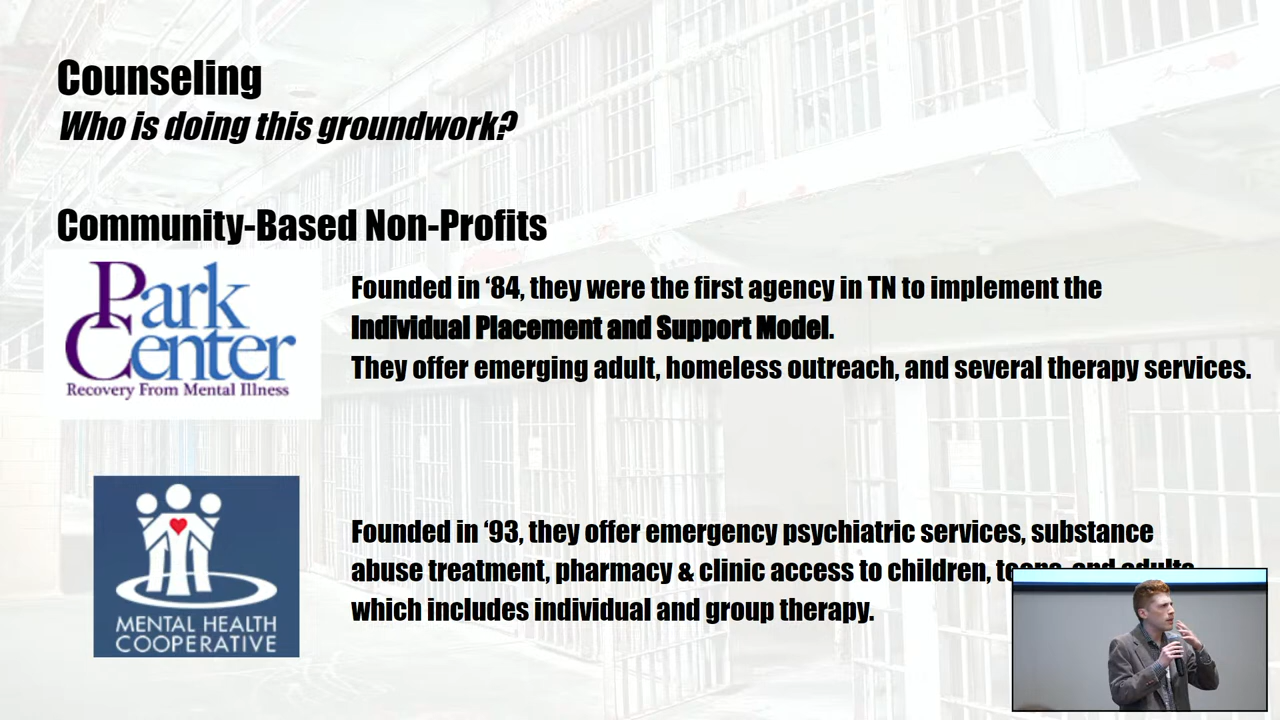 Counseling
Who is doing this groundwork?
Community-Based Non-Profits
Park
Center
Recovery From Mental Illness
Founded in ‘84, they were the first agency in TN to implement the
Individual Placement and Support Model.
They offer emerging adult, homeless outreach, and several therapy services.
MENTAL HEALTH
COOPERATIVE
Founded in ‘93, they offer emergency psychiatric services, substance
abuse treatment, pharmacy & clinic access to children, teens, and adults
which includes individual and group therapy.